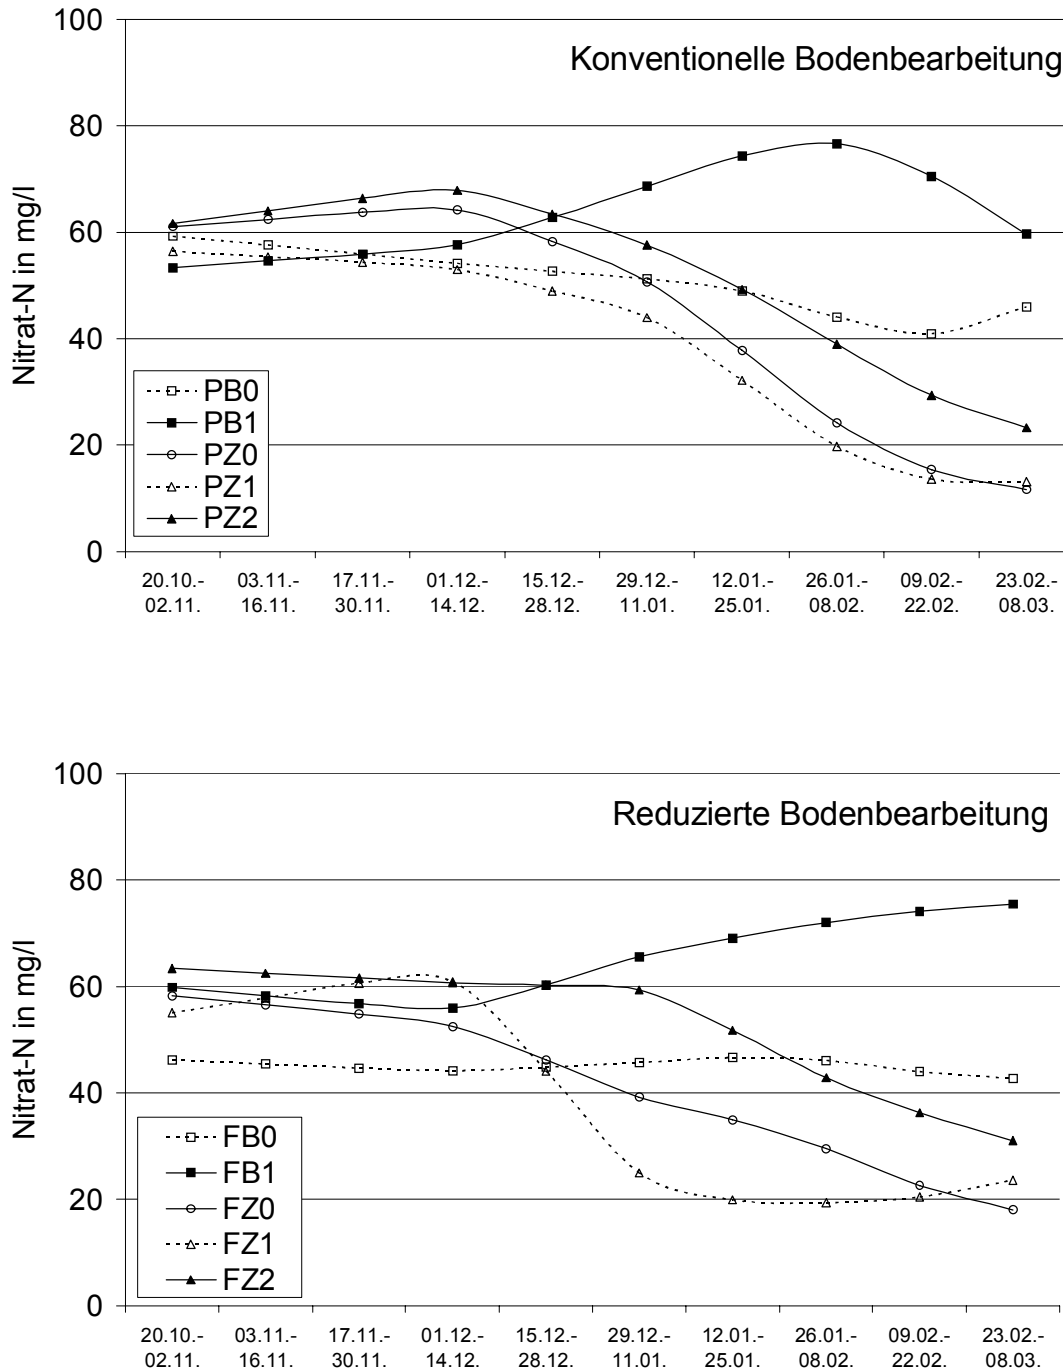 100
Konventionelle Bodenbearbeitung
80
60
40
20
0
Nitrat-N in mg/l
PB0
PB1
PZ0
PZ1
PZ2
20.10.- 03.11.- 17.11.- 01.12.- 15.12.- 29.12.- 12.01.- 26.01.- 09.02.- 23.02.-
02.11. 16.11. 30.11. 14.12. 28.12. 11.01. 25.01. 08.02. 22.02. 08.03.
100
Reduzierte Bodenbearbeitung
80
60
40
20
0
Nitrat-N in mg/l
FB0
FB1
FZ0
FZ1
FZ2
20.10.- 03.11.- 17.11.- 01.12.- 15.12.- 29.12.- 12.01.- 26.01.- 09.02.- 23.02.-
02.11. 16.11. 30.11. 14.12. 28.12. 11.01. 25.01. 08.02. 22.02. 08.03.